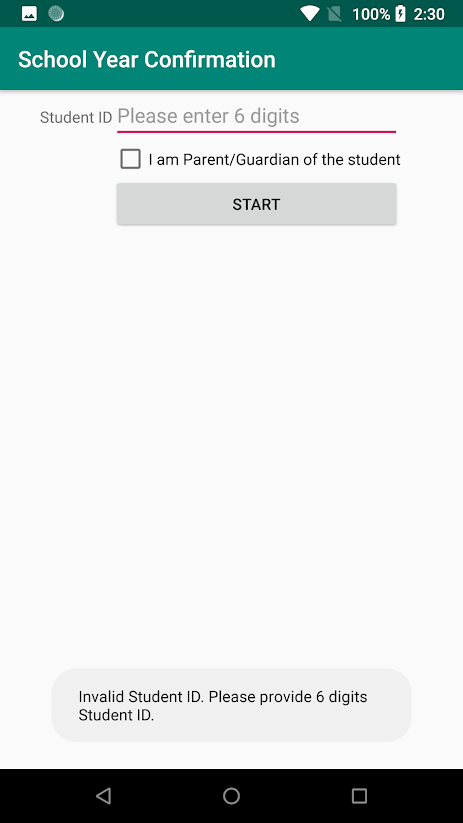 100% 2:30
School Year Confirmation
Student ID Please enter 6 digits
I am Parent/Guardian of the student
START
Invalid Student ID. Please provide 6 digits
Student ID.